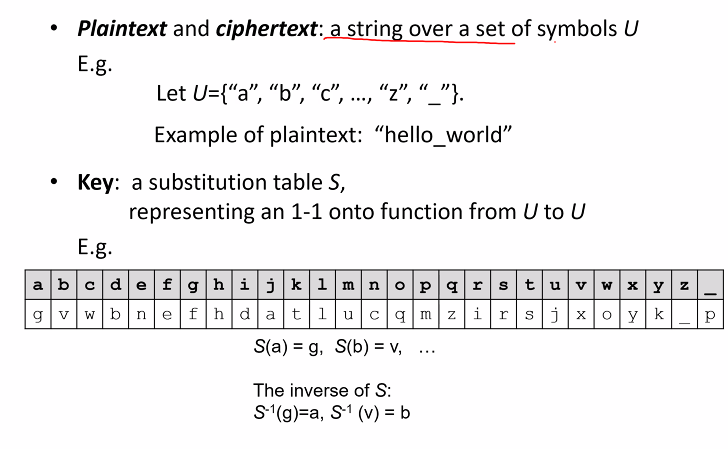 • Plaintext and ciphertext: a string over a set of symbols U
E.g.
Let U={“a”, “b”, “c”, …, “z”, “_”}.
Example of plaintext: “hello_world”
• Key: a substitution table S,
representing an 1-1 onto function from U to U
E.g.
a b c d e f g h i j k l m n o p q r s t u v w x y z _
g v w b n e f h d a t l u c q m z i r s j x o y k _ p
S(a) = g, S(b) = v, …
The inverse of S:
S⁻¹(g)=a, S⁻¹ (v) = b